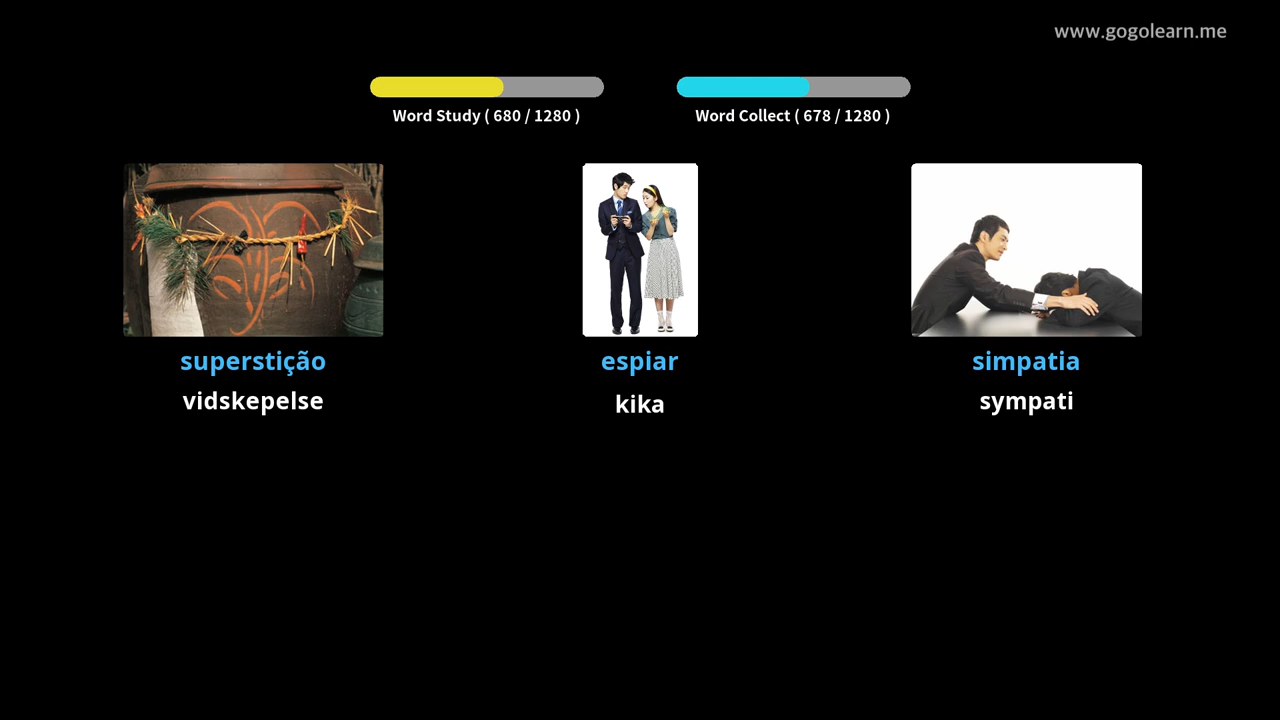 www.gogolearn.me
Word Study ( 680 / 1280 )
Word Collect ( 678 / 1280 )
superstição
vidskepelse
espiar
kika
simpatia
sympati